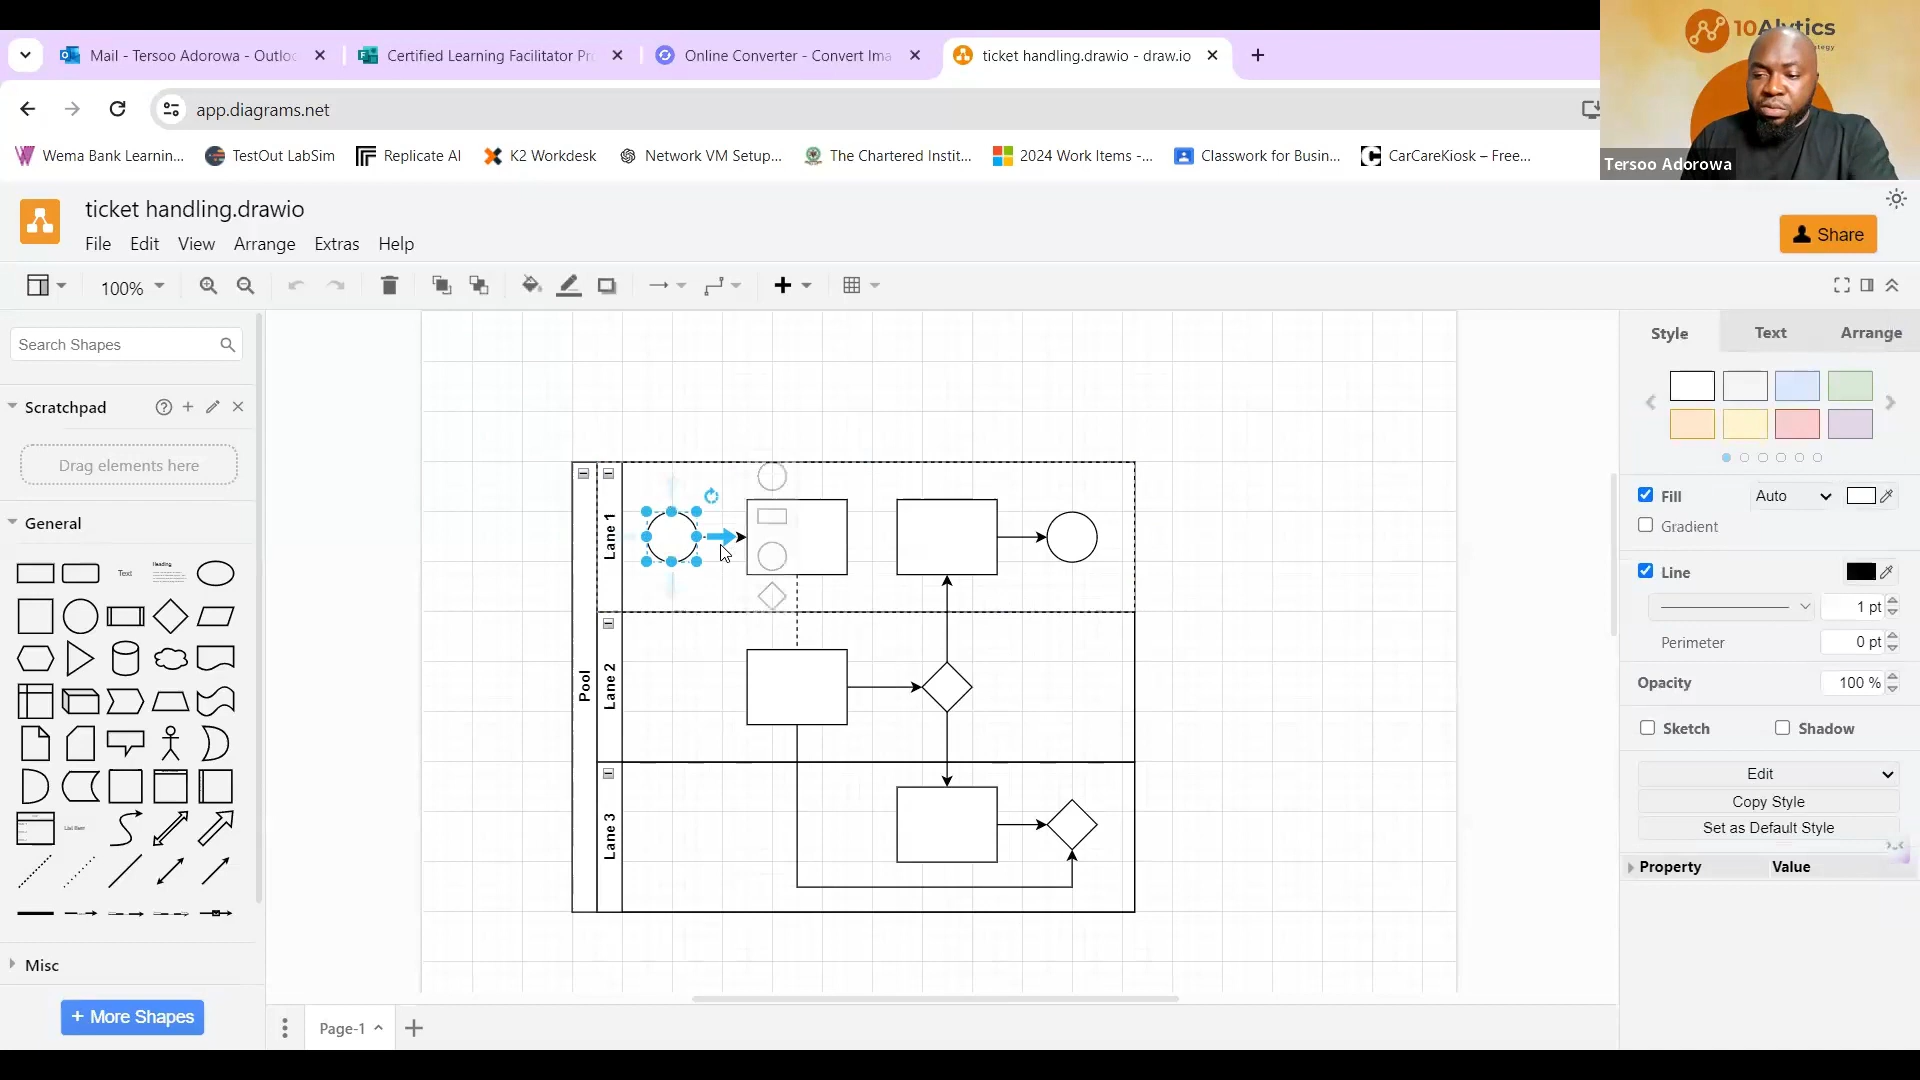 Mail - Tersoo Adorowa - Outlo
Certified Learning Facilitator Pr
Online Converter - Convert Ima
ticket handling.drawio - draw.io
10Alytics
app.diagrams.net
Wema Bank Learnin...
TestOut LabSim
Replicate AI
K2 Workdesk
Network VM Setup...
The Chartered Instit...
2024 Work Items -...
Classwork for Busin...
CarCareKiosk – Free...
Tersoo Adorowa
ticket handling.drawio
File
Edit
View
Arrange
Extras
Help
Share
100%
Search Shapes
Scratchpad
Drag elements here
General
Text
Heading
List Item
Misc
+ More Shapes
Pool
Lane 1
Lane 2
Lane 3
Page-1
Style
Text
Arrange
Fill
Auto
Gradient
Line
1 pt
Perimeter
0 pt
Opacity
100 %
Sketch
Shadow
Edit
Copy Style
Set as Default Style
Property
Value